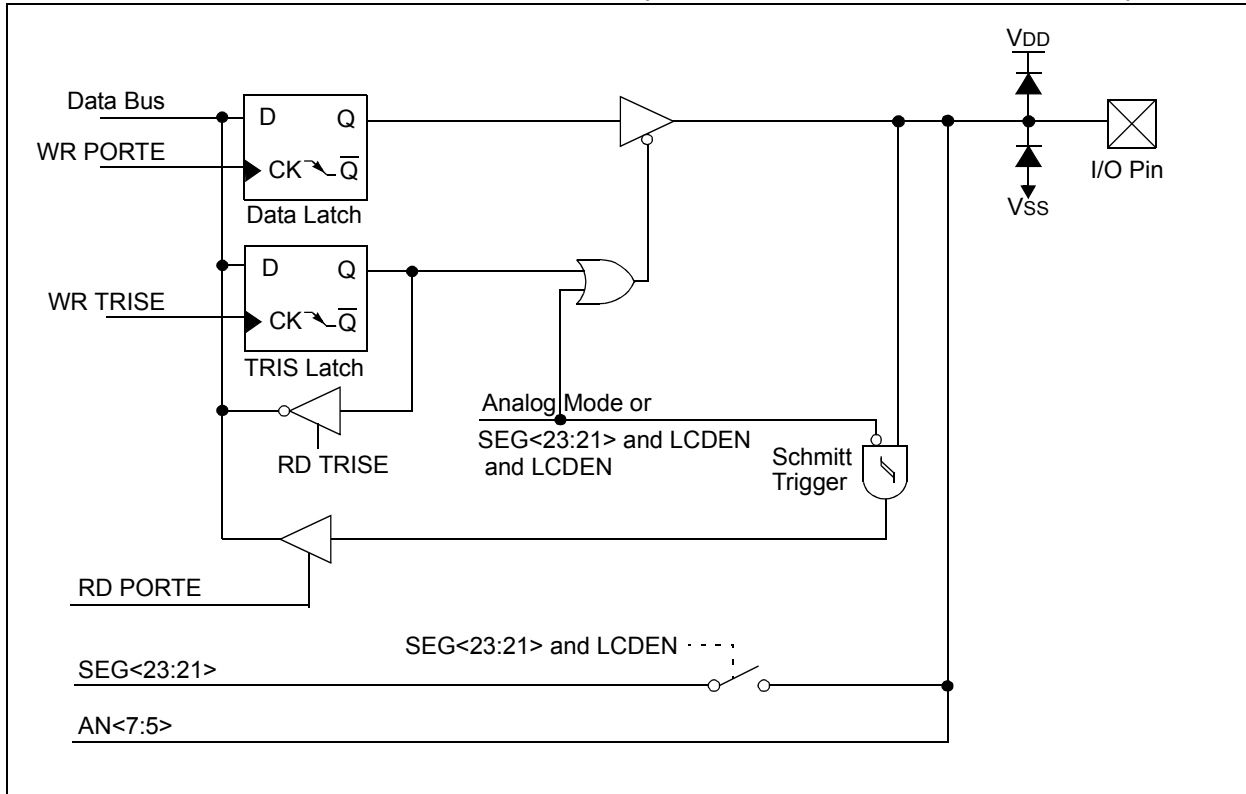 VDD
Data Bus
D Q
WR PORTE
CK Q
I/O Pin
Data Latch
VSS
D Q
WR TRISE
CK Q
TRIS Latch
Analog Mode or
SEG<23:21> and LCDEN
and LCDEN
RD TRISE
Schmitt
Trigger
RD PORTE
SEG<23:21> and LCDEN
SEG<23:21>
AN<7:5>